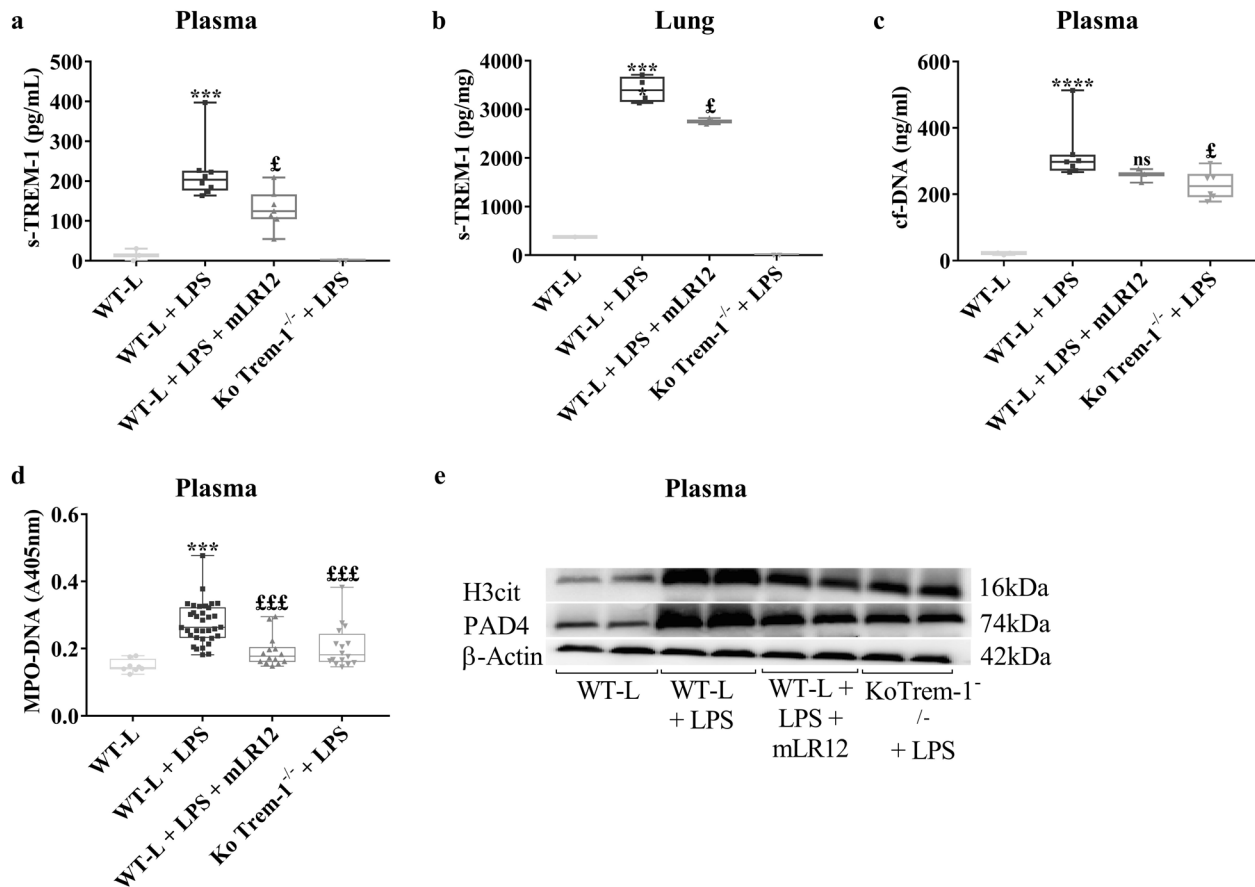 a
Plasma
s-TREM-1 (pg/mL)
500
400
300
200
100
0
***
£
WT-L
WT-L + LPS
WT-L + LPS + mLR12
Ko Trem-1-/- + LPS
b
Lung
s-TREM-1 (pg/mg)
4000
3000
2000
1000
0
***
£
WT-L
WT-L + LPS
WT-L + LPS + mLR12
Ko Trem-1-/- + LPS
c
Plasma
cf-DNA (ng/ml)
600
400
200
0
****
ns
£
WT-L
WT-L + LPS
WT-L + LPS + mLR12
Ko Trem-1-/- + LPS
d
Plasma
MPO-DNA (A405nm)
0.6
0.4
0.2
0.0
***
£££
£££
WT-L
WT-L + LPS
WT-L + LPS + mLR12
Ko Trem-1-/- + LPS
e
Plasma
H3cit
16kDa
PAD4
74kDa
β-Actin
42kDa
WT-L
WT-L
+ LPS
WT-L +
LPS +
mLR12
KoTrem-1-
/-
+ LPS